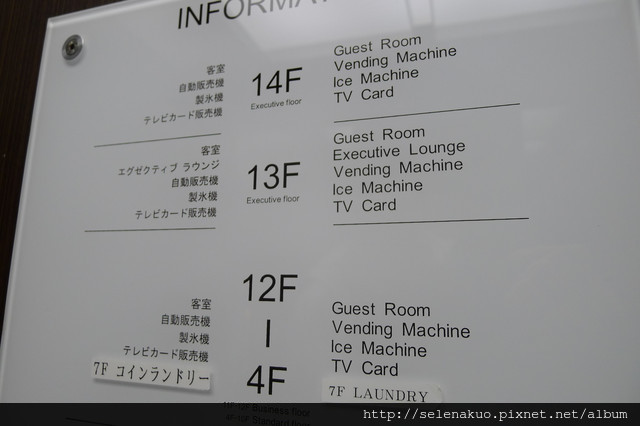 客室
自動販売機
製氷機
テレビカード販売機
14F
Executive floor
Guest Room
Vending Machine
Ice Machine
TV Card
客室
エグゼクティブ ラウンジ
自動販売機
製氷機
テレビカード販売機
13F
Executive floor
Guest Room
Executive Lounge
Vending Machine
Ice Machine
TV Card
客室
自動販売機
製氷機
テレビカード販売機
7F コインランドリー
12F
|
4F
Business floor
Standard floor
Guest Room
Vending Machine
Ice Machine
TV Card
7F LAUNDRY
http://selenakuo.pixnet.net/album